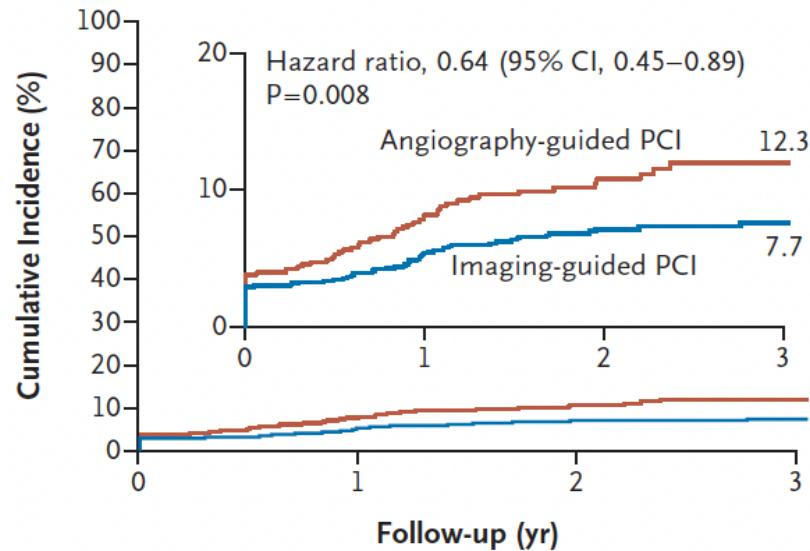 Cumulative Incidence (%)
100
90
80
70
60
50
40
30
20
10
0
0 1 2 3
Follow-up (yr)
20
10
0
0 1 2 3
Hazard ratio, 0.64 (95% CI, 0.45–0.89)
P=0.008
Angiography-guided PCI
12.3
Imaging-guided PCI
7.7